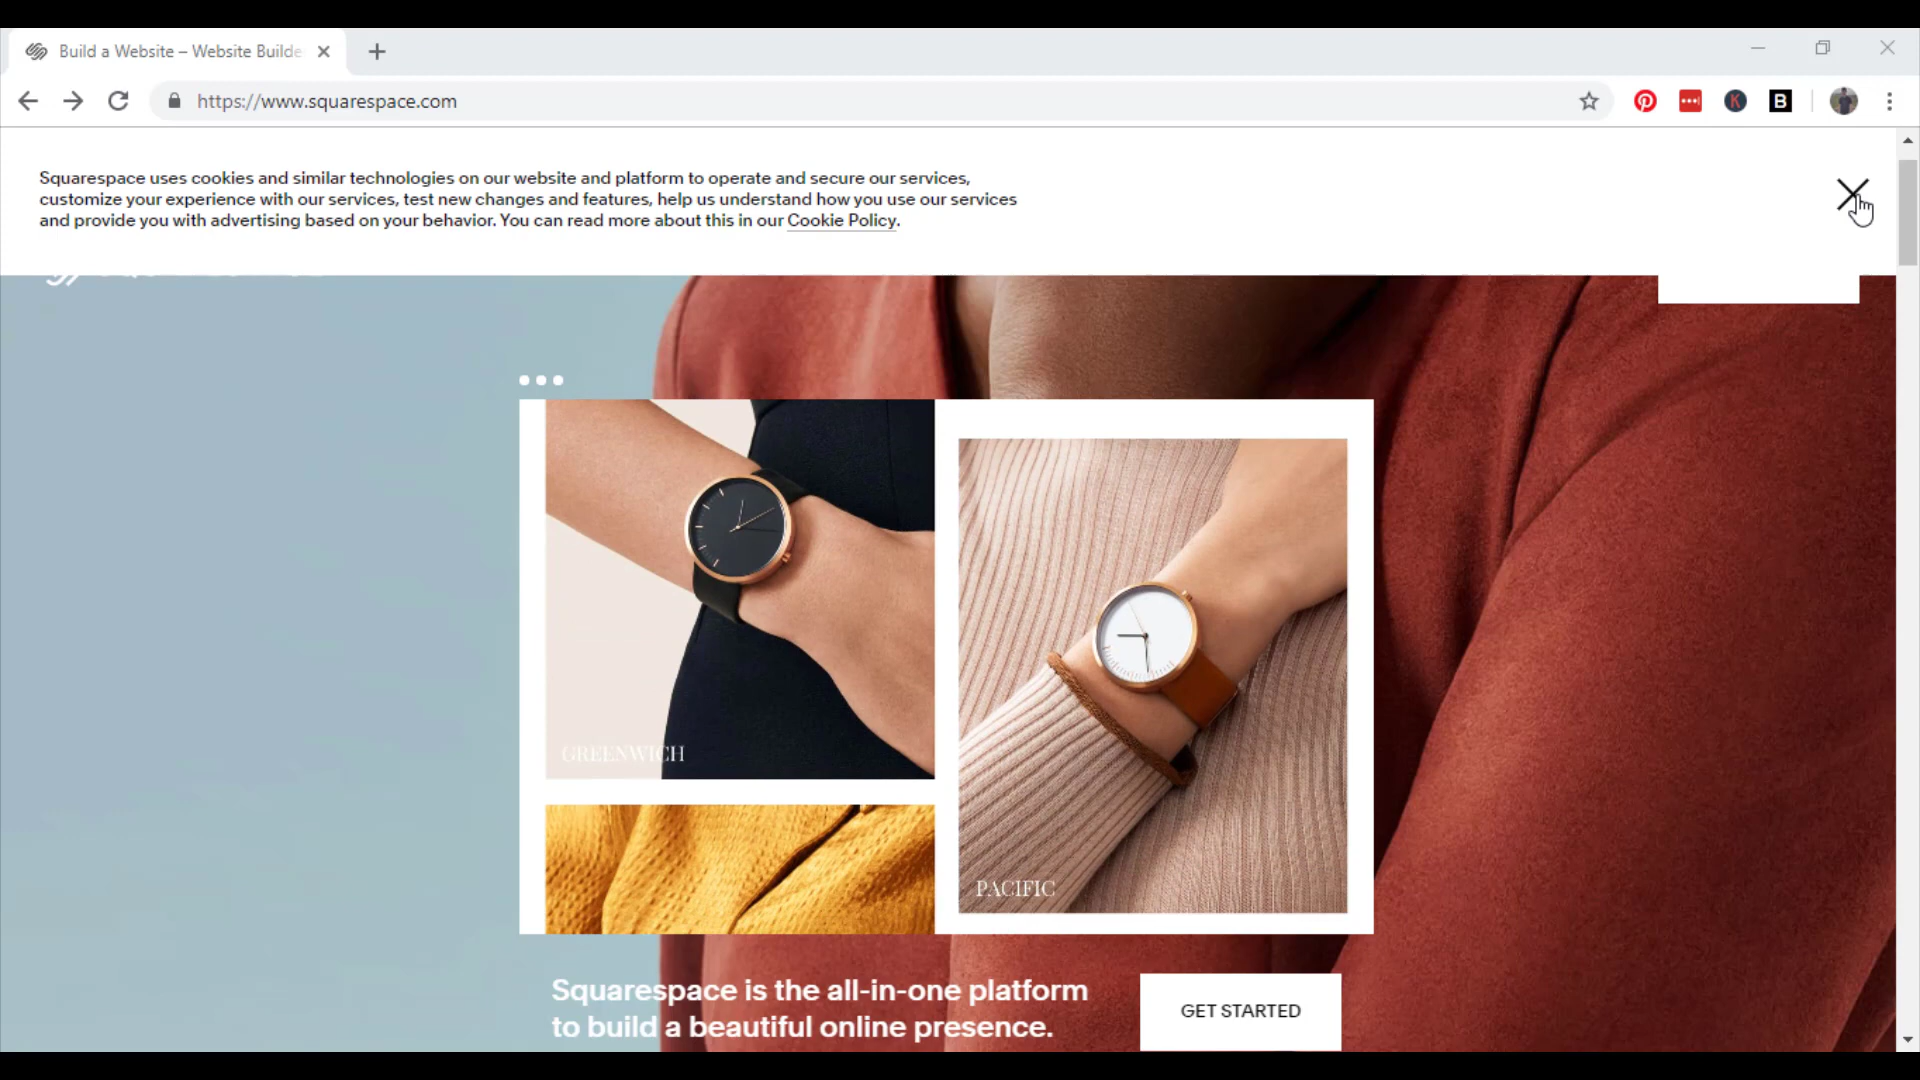 Build a Website – Website Builde
https://www.squarespace.com
K
B
Squarespace uses cookies and similar technologies on our website and platform to operate and secure our services,
customize your experience with our services, test new changes and features, help us understand how you use our services
and provide you with advertising based on your behavior. You can read more about this in our Cookie Policy.
GREENWICH
PACIFIC
Squarespace is the all-in-one platform
to build a beautiful online presence.
GET STARTED